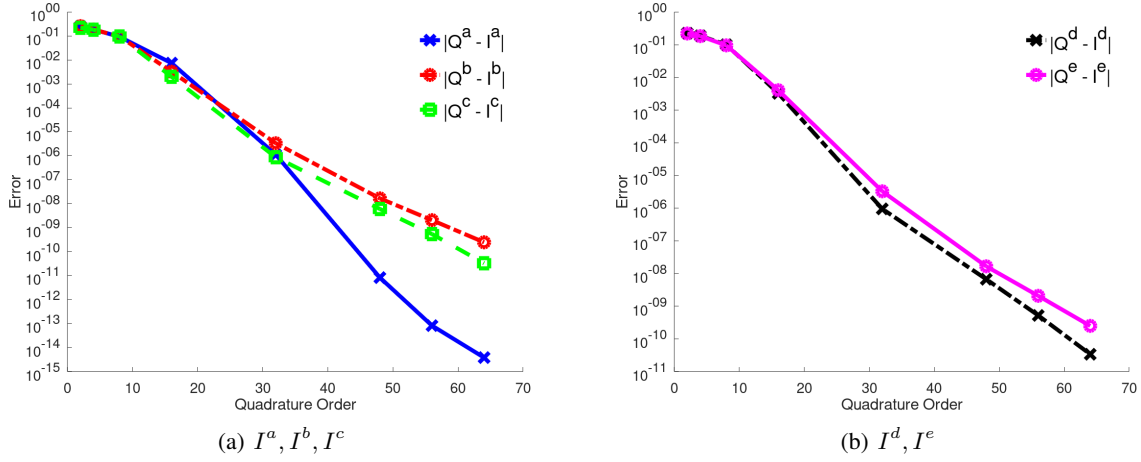 10^00
10^-01
10^-02
10^-03
10^-04
10^-05
10^-06
10^-07
10^-08
10^-09
10^-10
10^-11
10^-12
10^-13
10^-14
10^-15
Error
0 10 20 30 40 50 60 70
Quadrature Order
|Q^a - I^a|
|Q^b - I^b|
|Q^c - I^c|
(a) I^a, I^b, I^c
10^00
10^-01
10^-02
10^-03
10^-04
10^-05
10^-06
10^-07
10^-08
10^-09
10^-10
10^-11
Error
0 10 20 30 40 50 60 70
Quadrature Order
|Q^d - I^d|
|Q^e - I^e|
(b) I^d, I^e